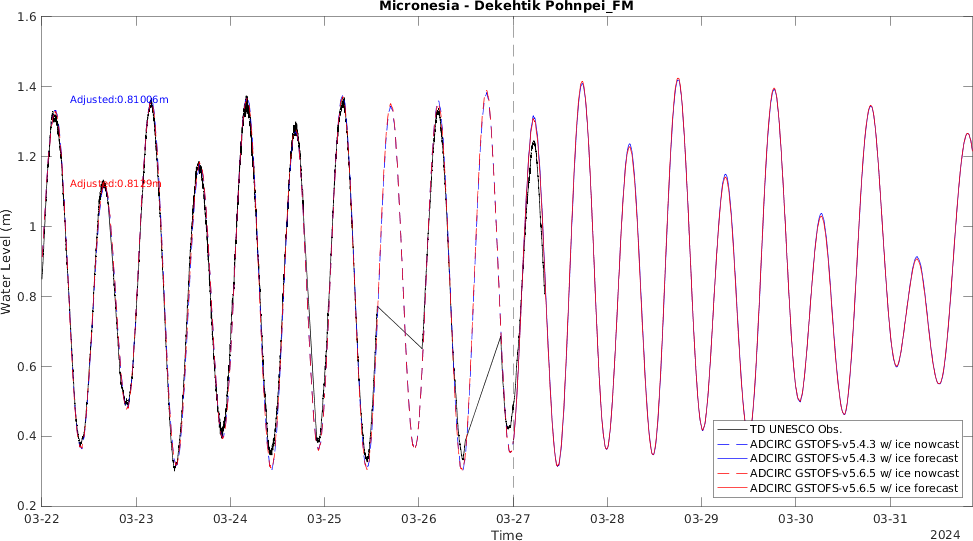 Micronesia - Dekehtik Pohnpei_FM
1.6
1.4
1.2
1
0.8
0.6
0.4
0.2
Water Level (m)
Adjusted:0.81006m
Adjusted:0.8129m
TD UNESCO Obs.
ADCIRC GSTOFS-v5.4.3 w/ ice nowcast
ADCIRC GSTOFS-v5.4.3 w/ ice forecast
ADCIRC GSTOFS-v5.6.5 w/ ice nowcast
ADCIRC GSTOFS-v5.6.5 w/ ice forecast
03-22 03-23 03-24 03-25 03-26 03-27 03-28 03-29 03-30 03-31
Time
2024